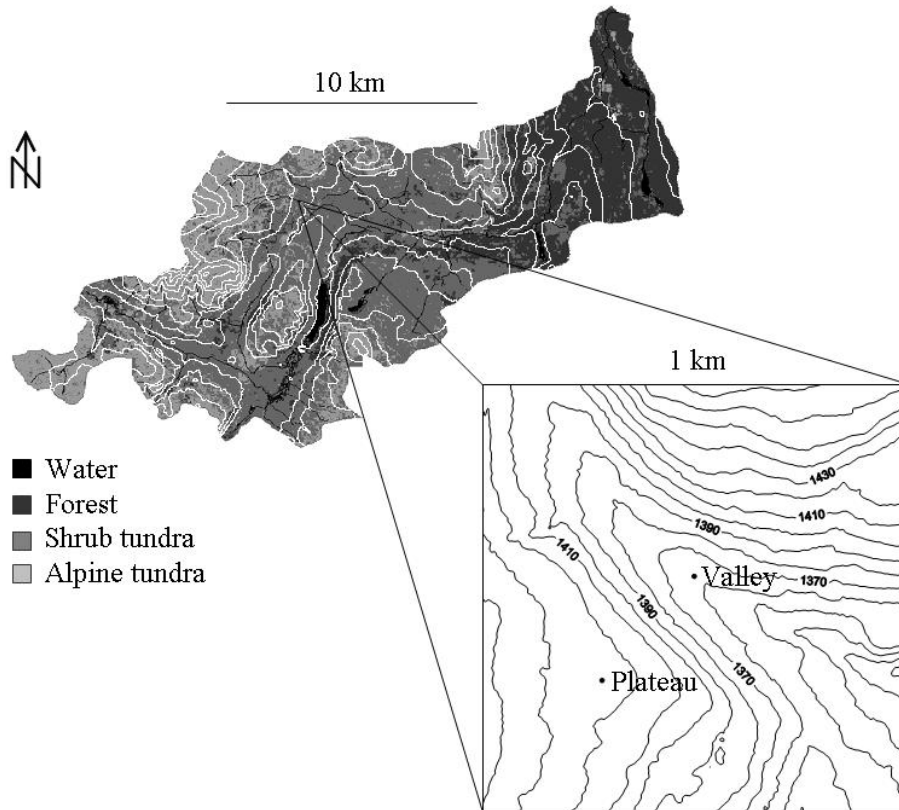 10 km
N
1 km
Water
Forest
Shrub tundra
Alpine tundra
1430
1410
1390
1410
Valley
1370
1390
1370
Plateau